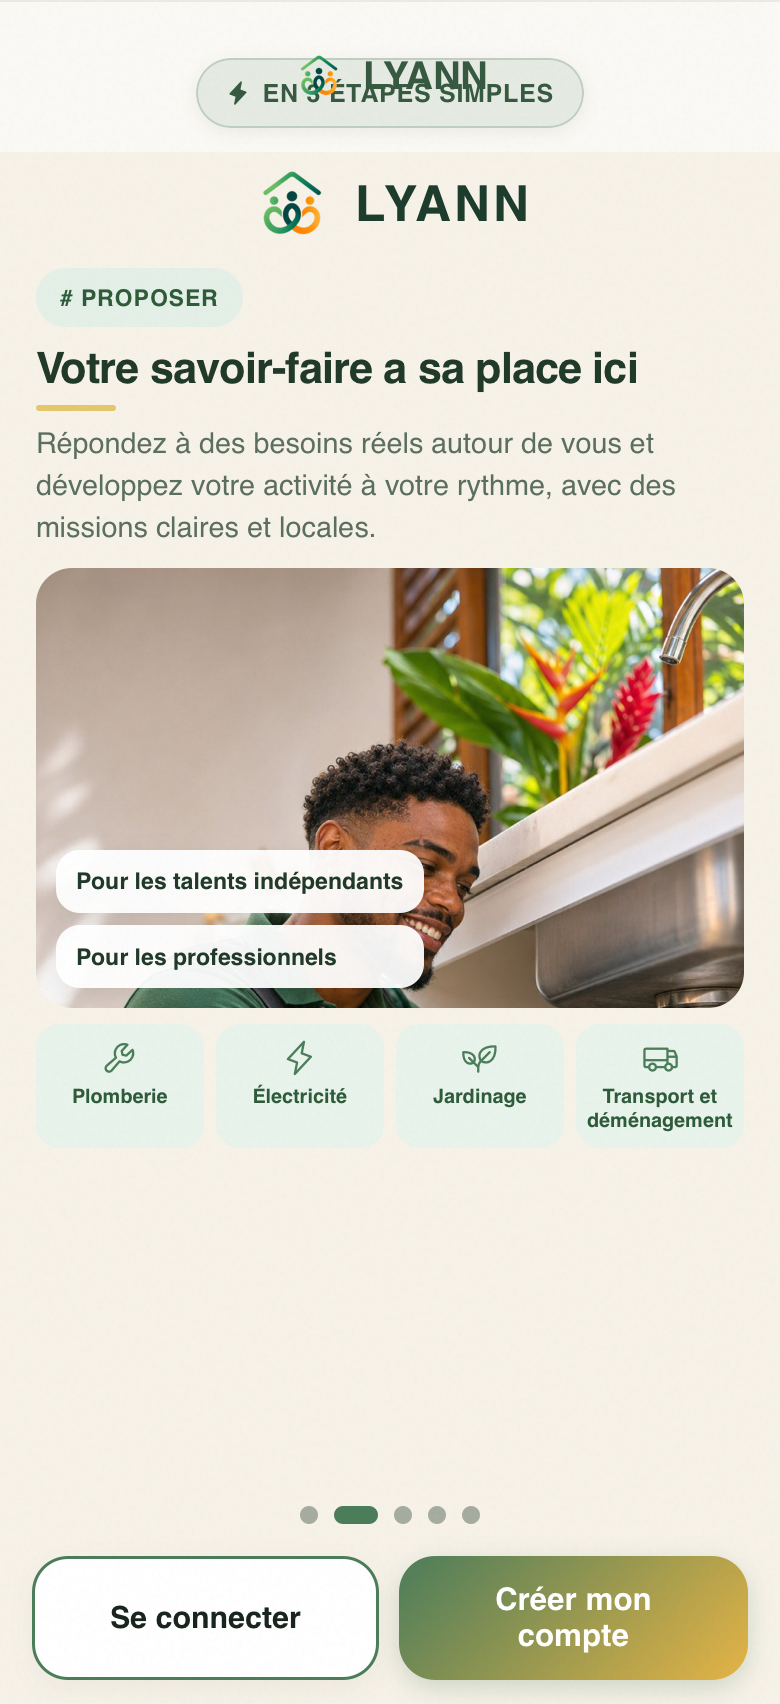 LYANN
EN 3 ÉTAPES SIMPLES
LYANN
# PROPOSER
Votre savoir-faire a sa place ici
Répondez à des besoins réels autour de vous et
développez votre activité à votre rythme, avec des
missions claires et locales.
Pour les talents indépendants
Pour les professionnels
Plomberie
Électricité
Jardinage
Transport et
déménagement
Se connecter
Créer mon
compte